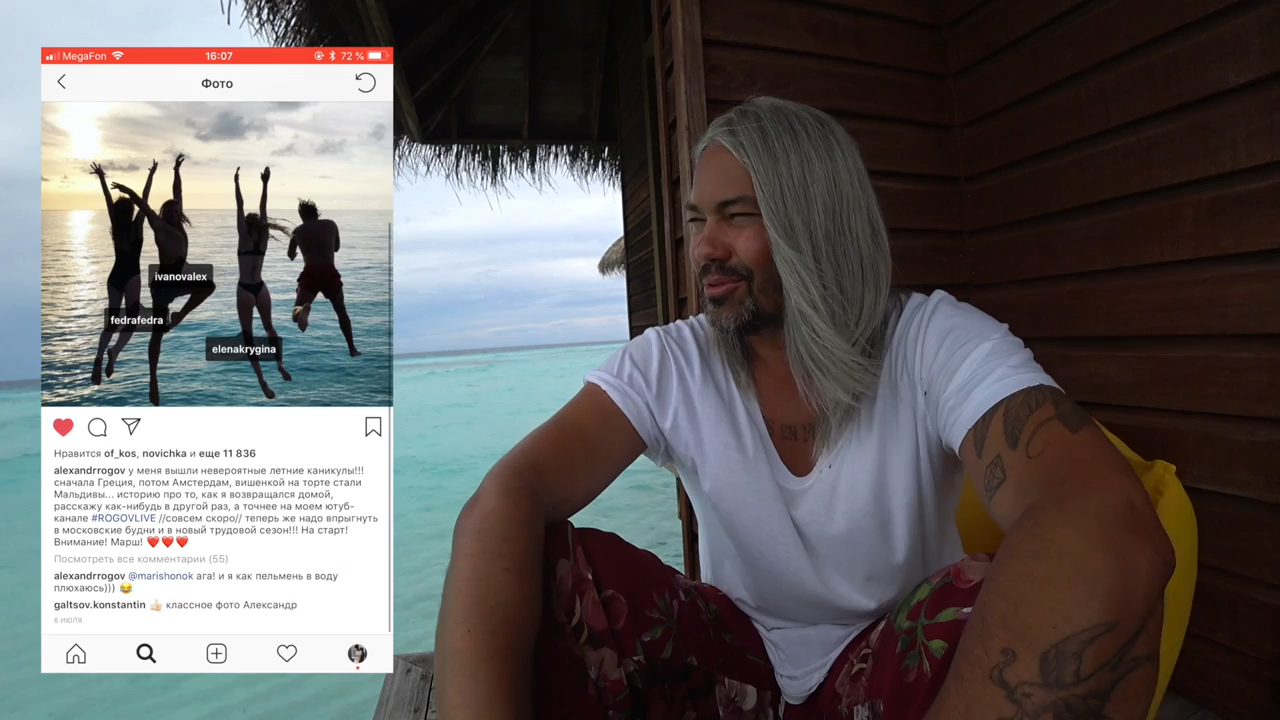 MegaFon 16:07 72 %
Фото
ivanovalex
fedrafedra
elenakrygina
Нравится of_kos, novichka и еще 11 836
alexandrrogov у меня вышли невероятные летние каникулы!!!
сначала Греция, потом Амстердам, вишенкой на торте стали
Мальдивы... историю про то, как я возвращался домой,
расскажу как-нибудь в другой раз, а точнее на моем ютуб-
канале #ROGOVLIVE //совсем скоро// теперь же надо впрыгнуть
в московские будни и в новый трудовой сезон!!! На старт!
Внимание! Марш! ❤️❤️❤️
Посмотреть все комментарии (55)
alexandrrogov @marishonok ага! и я как пельмень в воду
плюхаюсь))) 😂
galtsov.konstantin 👍🏻 классное фото Александр
8 ИЮЛЯ